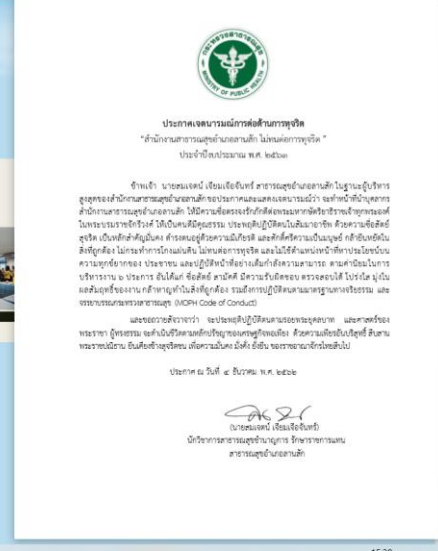 กระทรวงสาธารณสุข
MINISTRY OF PUBLIC HEALTH
ประกาศเจตนารมณ์การต่อต้านการทุจริต
"สำนักงานสาธารณสุขอำเภอลานสัก ไม่ทนต่อการทุจริต "
ประจำปีงบประมาณ พ.ศ. ๒๕๖๓
ข้าพเจ้า นายสมเจตน์ เจียมเจือจันทร์ สาธารณสุขอำเภอลานสัก ในฐานะผู้บริหาร
สูงสุดของสำนักงานสาธารณสุขอำเภอลานสัก ขอประกาศและแสดงเจตนารมณ์ว่า จะทำหน้าที่นำบุคลากร
สำนักงานสาธารณสุขอำเภอลานสัก ให้มีความซื่อตรงจงรักภักดีต่อพระมหากษัตริยาธิราชเจ้าทุกพระองค์
ในพระบรมราชจักรีวงศ์ ให้เป็นคนดีมีคุณธรรม ประพฤติปฏิบัติตนในสัมมาอาชีพ ด้วยความซื่อสัตย์
สุจริต เป็นหลักสำคัญมั่นคง ดำรงตนอยู่ด้วยความมีเกียรติ และศักดิ์ศรีความเป็นมนุษย์ กล้ายืนหยัดใน
สิ่งที่ถูกต้อง ไม่กระทำการโกงแผ่นดิน ไม่ทนต่อการทุจริต และไม่ใช้ตำแหน่งหน้าที่หาประโยชน์บน
ความทุกข์ยากของ ประชาชน และปฏิบัติหน้าที่อย่างเต็มกำลังความสามารถ ตามค่านิยมในการ
บริหารงาน ๖ ประการ อันได้แก่ ซื่อสัตย์ สามัคคี มีความรับผิดชอบ ตรวจสอบได้ โปร่งใส มุ่งใน
ผลสัมฤทธิ์ของงาน กล้าหาญทำในสิ่งที่ถูกต้อง รวมถึงการปฏิบัติตนตามมาตรฐานทางจริยธรรม และ
จรรยาบรรณกระทรวงสาธารณสุข (MOPH Code of Conduct)
และขอถวายสัจวาจาว่า จะประพฤติปฏิบัติตนตามรอยพระยุคลบาท และศาสตร์ของ
พระราชา ผู้ทรงธรรม จะดำเนินชีวิตตามหลักปรัชญาของเศรษฐกิจพอเพียง ด้วยความเพียรอันบริสุทธิ์ สืบสาน
พระราชปณิธาน ยืนเคียงข้างสุจริตชน เพื่อความมั่นคง มั่งคั่ง ยั่งยืน ของราชอาณาจักรไทยสืบไป
ประกาศ ณ วันที่ ๔ ธันวาคม พ.ศ. ๒๕๖๒
(นายสมเจตน์ เจียมเจือจันทร์)
นักวิชาการสาธารณสุขชำนาญการ รักษาราชการแทน
สาธารณสุขอำเภอลานสัก